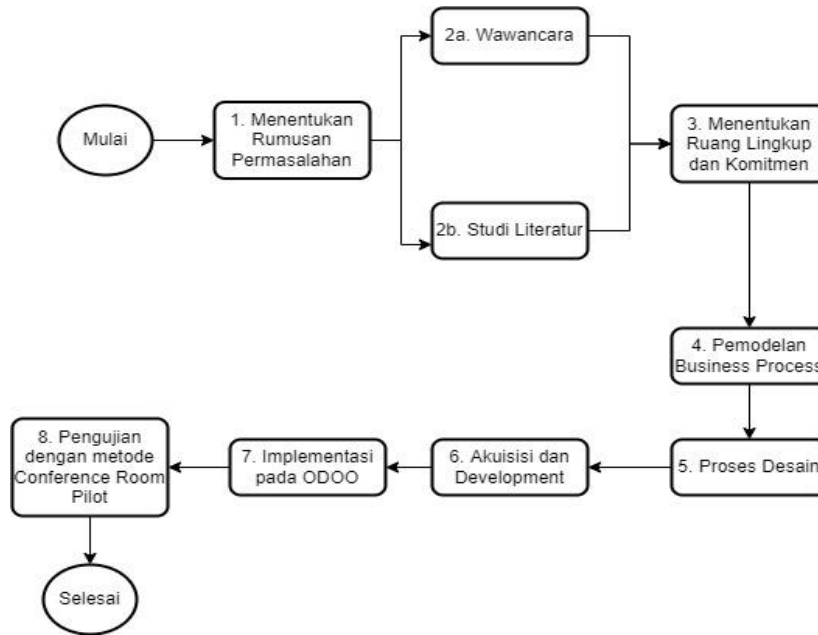 Mulai
1. Menentukan
Rumusan
Permasalahan
2a. Wawancara
2b. Studi Literatur
3. Menentukan
Ruang Lingkup
dan Komitmen
4. Pemodelan
Business Process
5. Proses Desain
6. Akuisisi dan
Development
7. Implementasi
pada ODOO
8. Pengujian
dengan metode
Conference Room
Pilot
Selesai